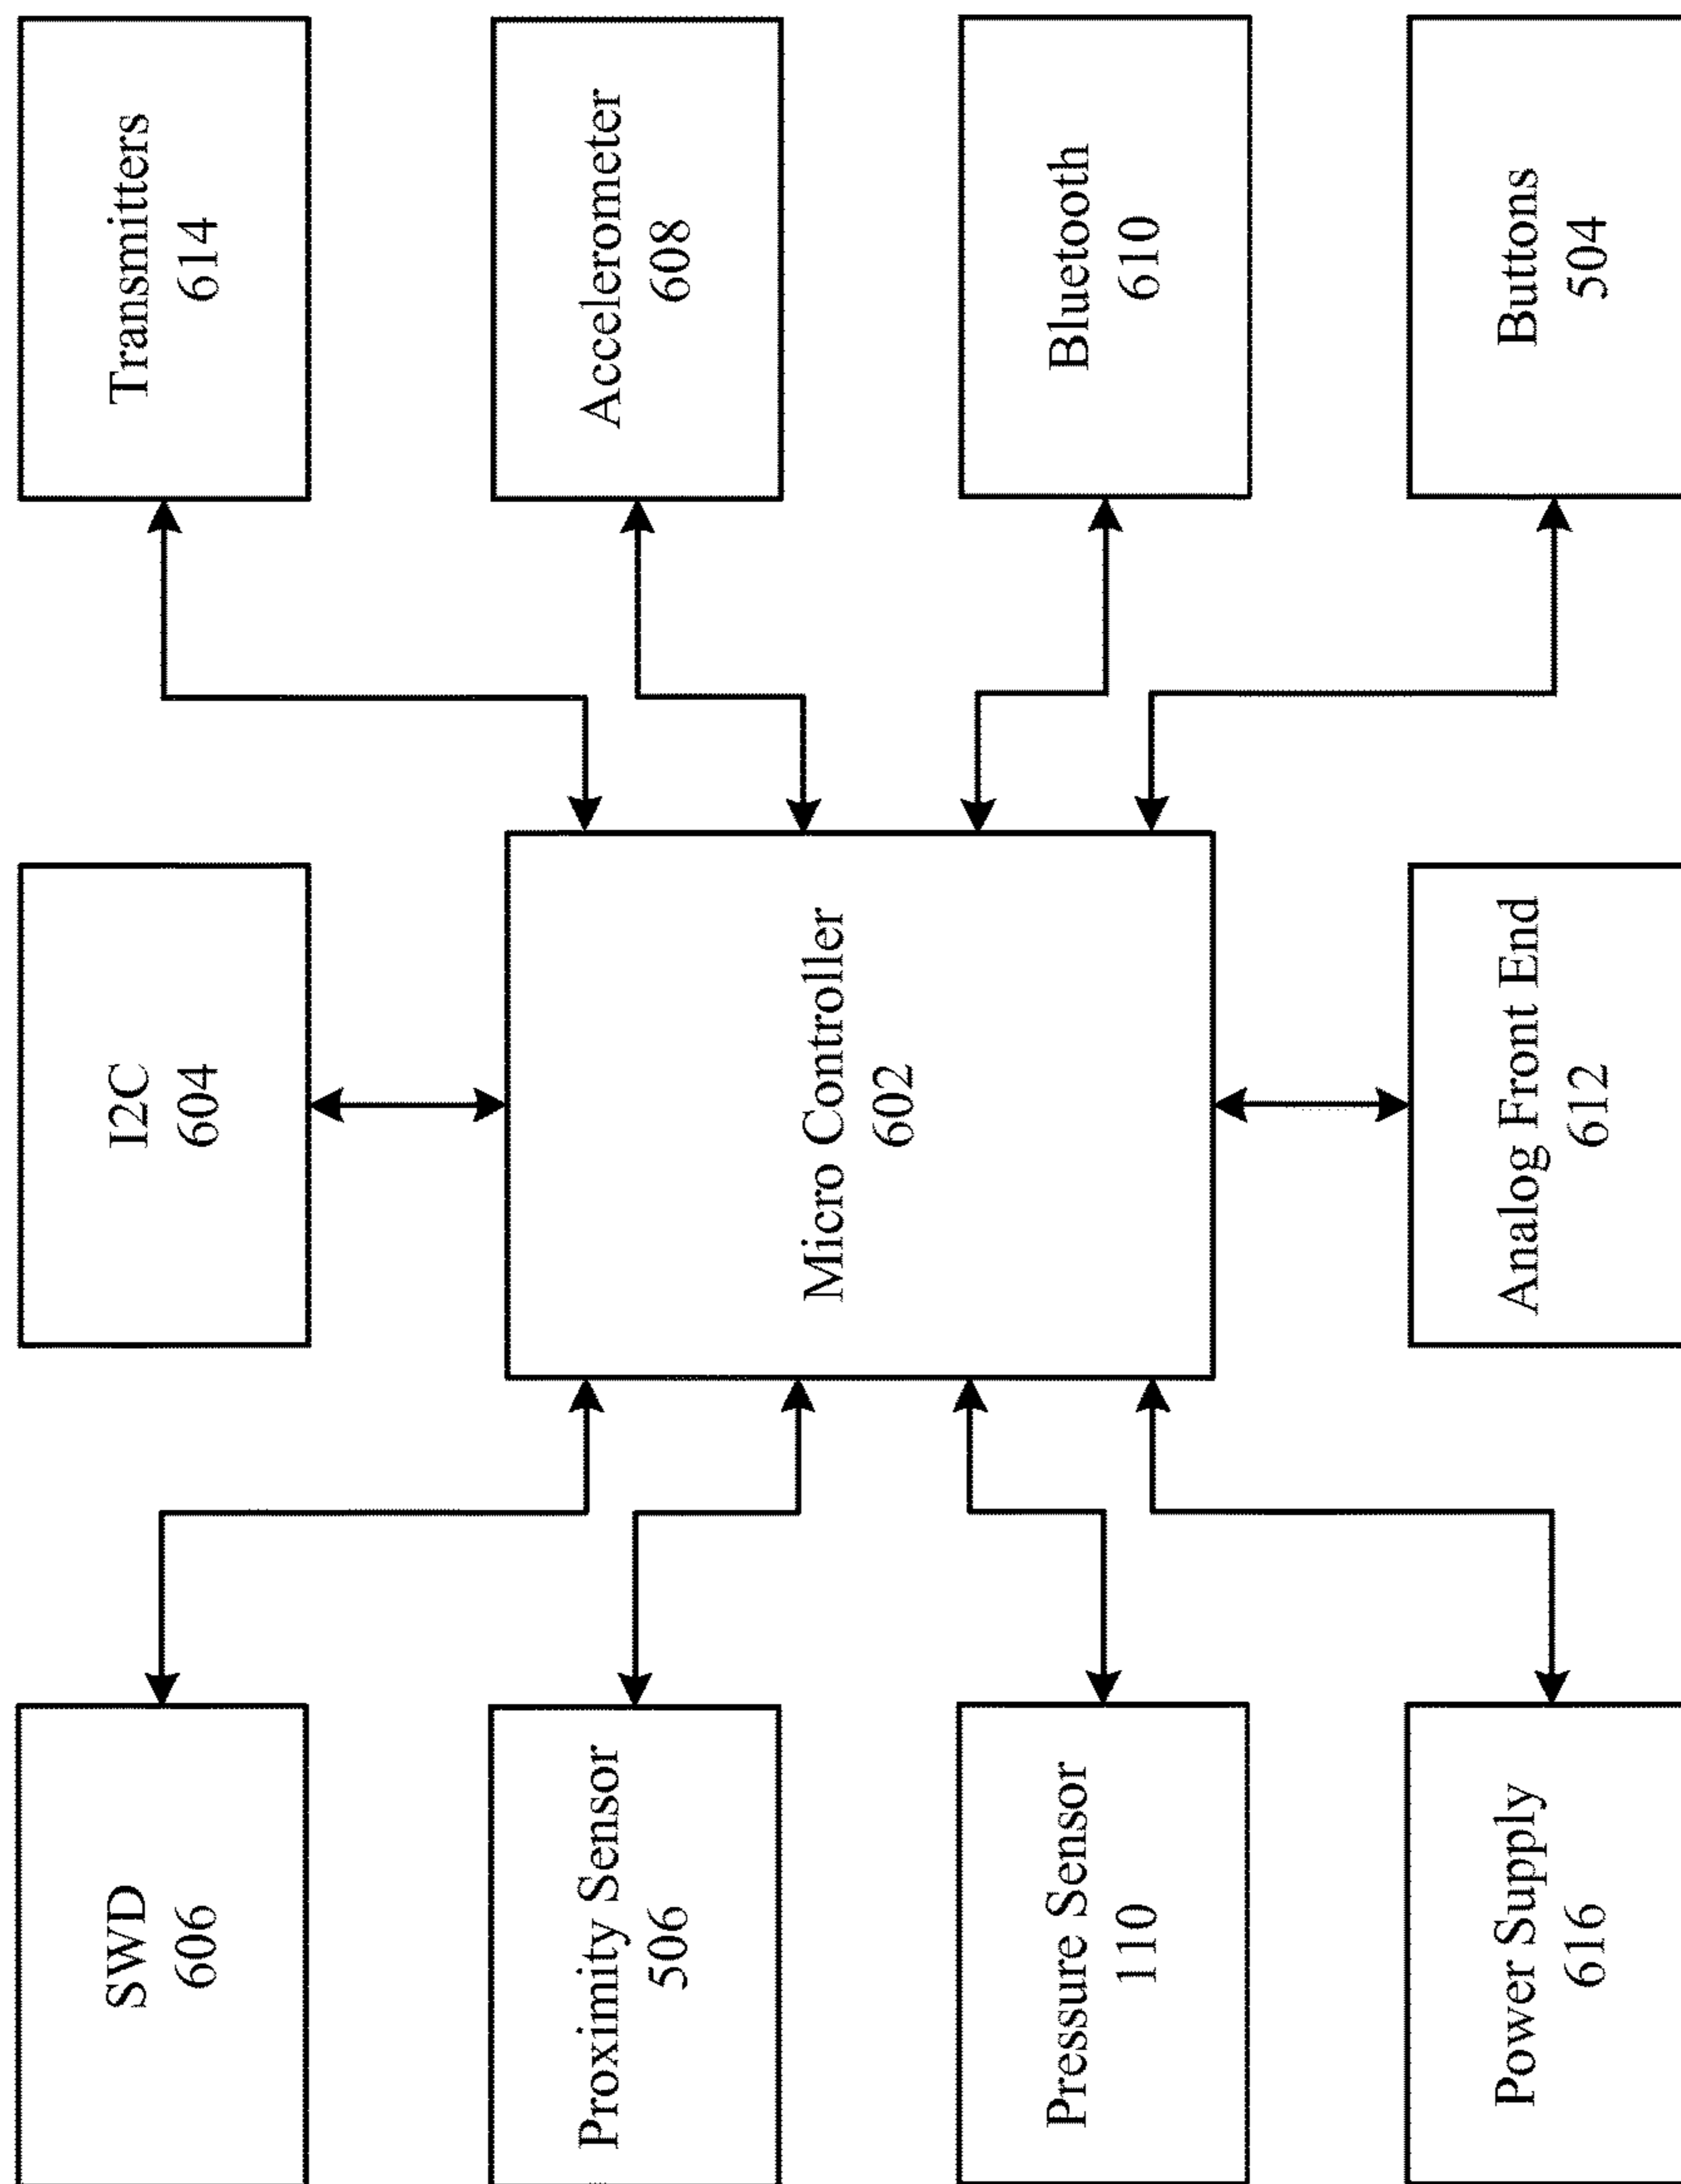 SWD
606
I2C
604
Transmitters
614
Proximity Sensor
506
Micro Controller
602
Accelerometer
608
Pressure Sensor
110
Bluetooth
610
Power Supply
616
Analog Front End
612
Buttons
504